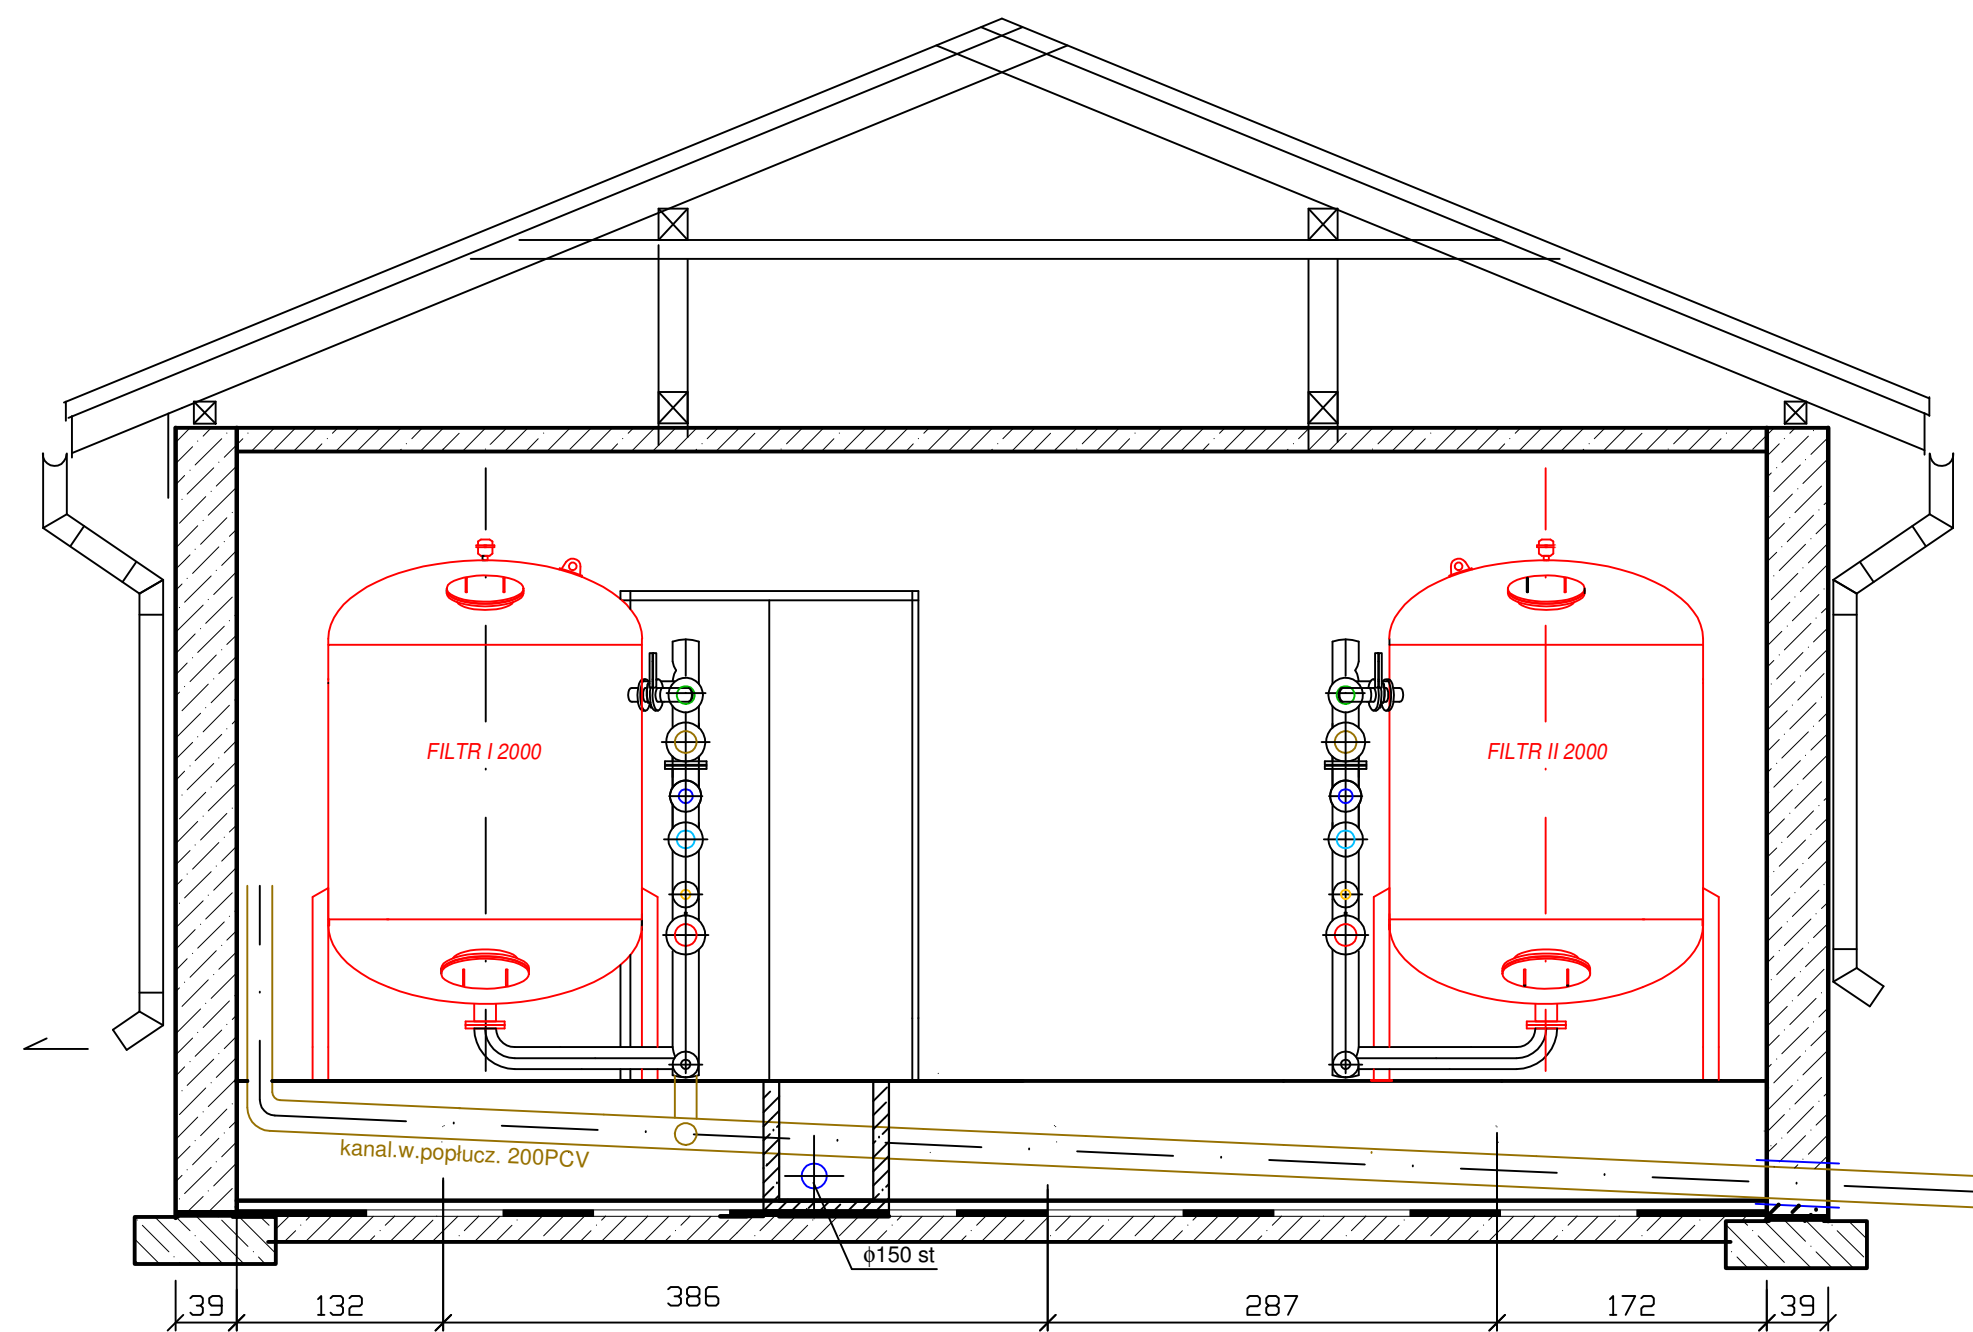 FILTR I 2000
FILTR II 2000
kanal.w.popłucz. 200PCV
ϕ150 st
39 132 386 287 172 39